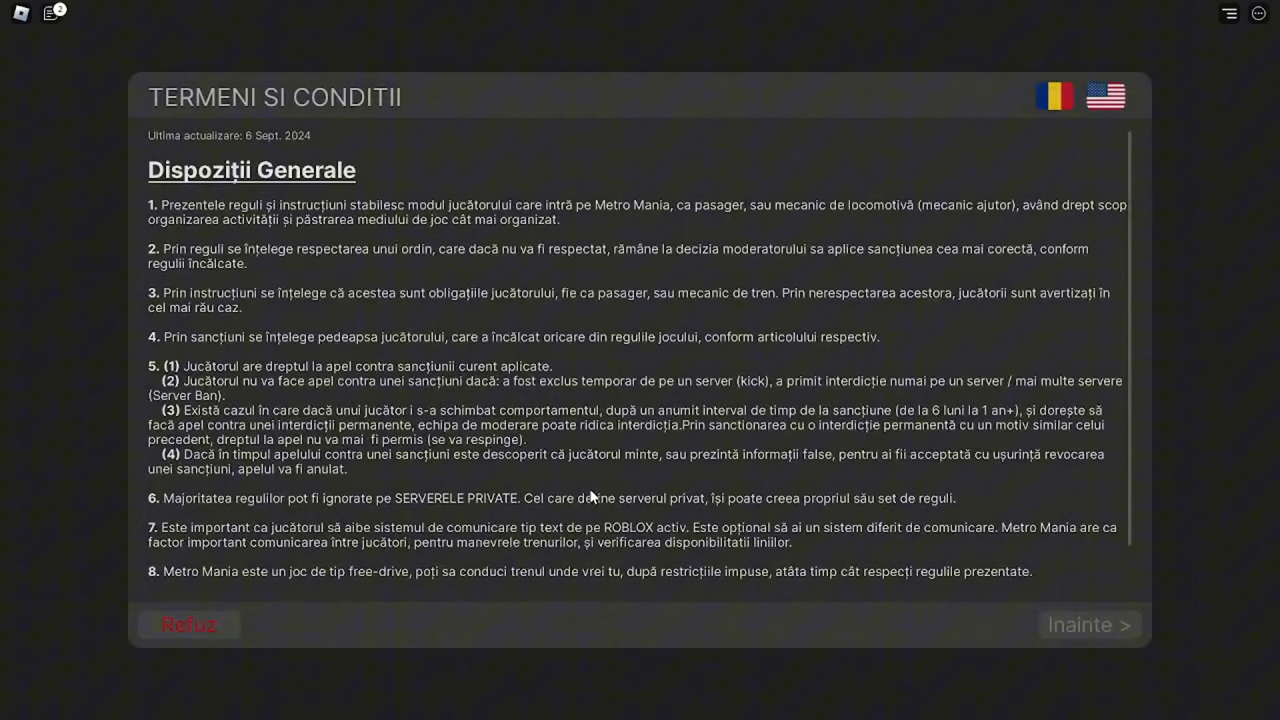 2
TERMENI SI CONDITII
Ultima actualizare: 6 Sept. 2024
Dispoziții Generale
1. Prezentele reguli și instrucțiuni stabilesc modul jucătorului care intră pe Metro Mania, ca pasager, sau mecanic de locomotivă (mecanic ajutor), având drept scop
organizarea activității și păstrarea mediului de joc cât mai organizat.
2. Prin reguli se înțelege respectarea unui ordin, care dacă nu va fi respectat, rămâne la decizia moderatorului sa aplice sancțiunea cea mai corectă, conform
regulii încălcate.
3. Prin instrucțiuni se înțelege că acestea sunt obligațiile jucătorului, fie ca pasager, sau mecanic de tren. Prin nerespectarea acestora, jucătorii sunt avertizați în
cel mai rău caz.
4. Prin sancțiuni se înțelege pedeapsa jucătorului, care a încălcat oricare din regulile jocului, conform articolului respectiv.
5. (1) Jucătorul are dreptul la apel contra sancțiunii curent aplicate.
(2) Jucătorul nu va face apel contra unei sancțiuni dacă: a fost exclus temporar de pe un server (kick), a primit interdicție numai pe un server / mai multe servere
(Server Ban).
(3) Există cazul în care dacă unui jucător i s-a schimbat comportamentul, după un anumit interval de timp de la sancțiune (de la 6 luni la 1 an+), și dorește să
facă apel contra unei interdicții permanente, echipa de moderare poate ridica interdicția.Prin sanctionarea cu o interdicție permanentă cu un motiv similar celui
precedent, dreptul la apel nu va mai fi permis (se va respinge).
(4) Dacă în timpul apelului contra unei sancțiuni este descoperit că jucătorul minte, sau prezintă informații false, pentru ai fii acceptată cu ușurință revocarea
unei sancțiuni, apelul va fi anulat.
6. Majoritatea regulilor pot fi ignorate pe SERVERELE PRIVATE. Cel care deține serverul privat, își poate creea propriul său set de reguli.
7. Este important ca jucătorul să aibe sistemul de comunicare tip text de pe ROBLOX activ. Este opțional să ai un sistem diferit de comunicare. Metro Mania are ca
factor important comunicarea între jucători, pentru manevrele trenurilor, și verificarea disponibilitatii liniilor.
8. Metro Mania este un joc de tip free-drive, poți sa conduci trenul unde vrei tu, după restricțiile impuse, atâta timp cât respecți regulile prezentate.
Refuz
Inainte >